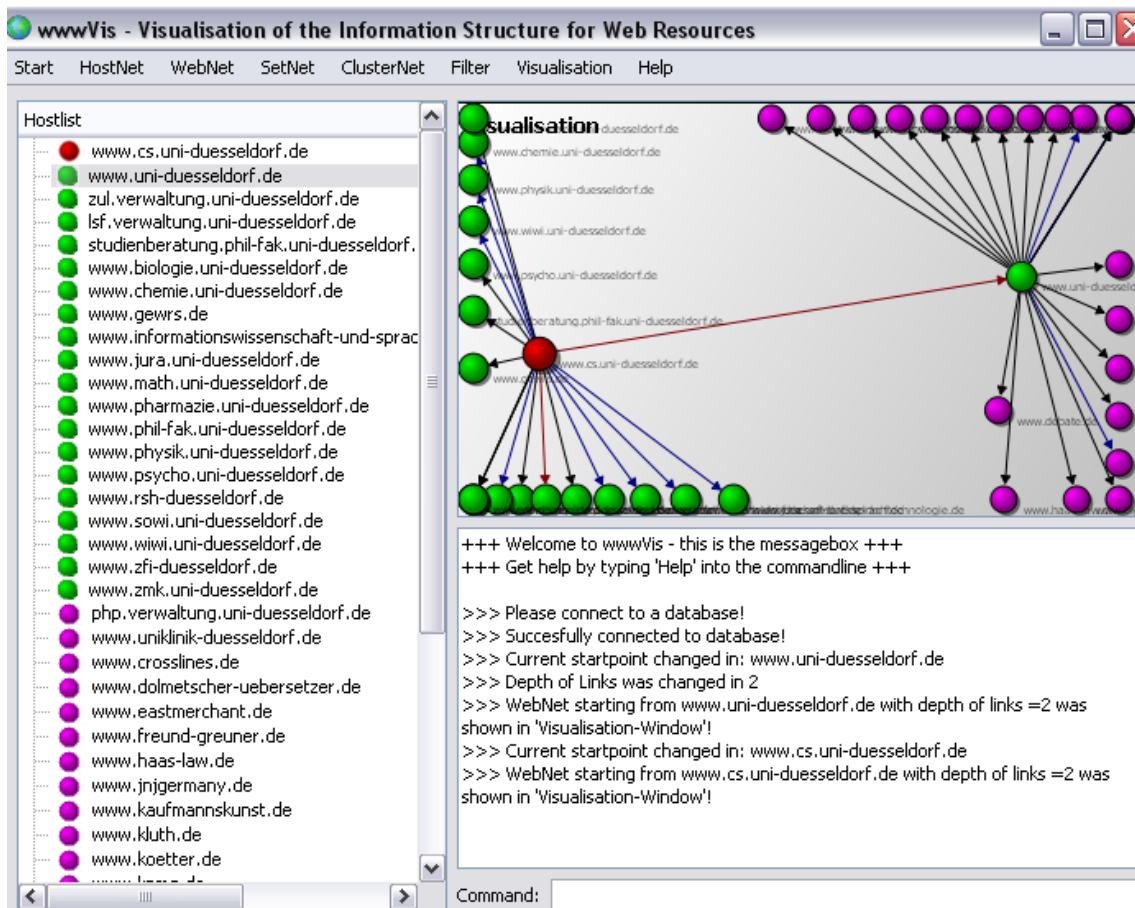 wwwVis - Visualisation of the Information Structure for Web Resources
Start HostNet WebNet SetNet ClusterNet Filter Visualisation Help
Hostlist
www.cs.uni-duesseldorf.de
www.uni-duesseldorf.de
zul.verwaltung.uni-duesseldorf.de
lsf.verwaltung.uni-duesseldorf.de
studienberatung.phil-fak.uni-duesseldorf.
www.biologie.uni-duesseldorf.de
www.chemie.uni-duesseldorf.de
www.gewrs.de
www.informationswissenschaft-und-sprac
www.jura.uni-duesseldorf.de
www.math.uni-duesseldorf.de
www.pharmazie.uni-duesseldorf.de
www.phil-fak.uni-duesseldorf.de
www.physik.uni-duesseldorf.de
www.psycho.uni-duesseldorf.de
www.rsh-duesseldorf.de
www.sowi.uni-duesseldorf.de
www.wiwi.uni-duesseldorf.de
www.zfi-duesseldorf.de
www.zmk.uni-duesseldorf.de
php.verwaltung.uni-duesseldorf.de
www.uniklinik-duesseldorf.de
www.crosslines.de
www.dolmetscher-uebersetzer.de
www.eastmerchant.de
www.freund-greuner.de
www.haas-law.de
www.jnjgermany.de
www.kaufmannskunst.de
www.kluth.de
www.koetter.de
sualisation
www.chemie.uni-duesseldorf.de
www.physik.uni-duesseldorf.de
www.wiwi.uni-duesseldorf.de
www.psycho.uni-duesseldorf.de
studienberatung.phil-fak.uni-duesseldorf.de
www.cs.uni-duesseldorf.de
www.uni-duesseld
www.debate.de
+++ Welcome to wwwVis - this is the messagebox +++
+++ Get help by typing 'Help' into the commandline +++
>>> Please connect to a database!
>>> Succesfully connected to database!
>>> Current startpoint changed in: www.uni-duesseldorf.de
>>> Depth of Links was changed in 2
>>> WebNet starting from www.uni-duesseldorf.de with depth of links =2 was
shown in 'Visualisation-Window'!
>>> Current startpoint changed in: www.cs.uni-duesseldorf.de
>>> WebNet starting from www.cs.uni-duesseldorf.de with depth of links =2 was
shown in 'Visualisation-Window'!
Command: